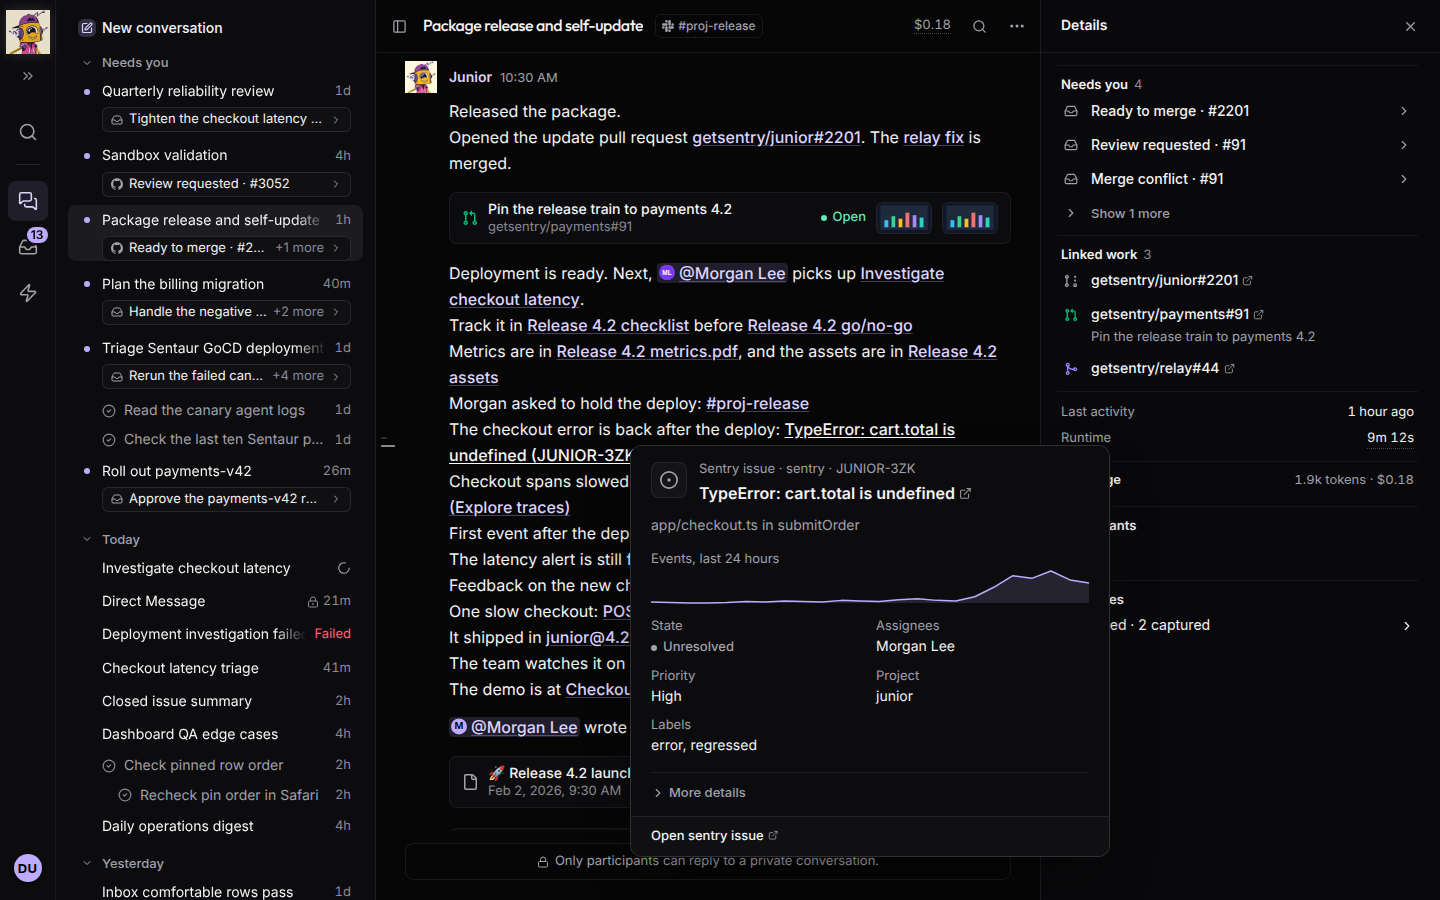 New conversation
Needs you
Quarterly reliability review 1d
Tighten the checkout latency ...
Sandbox validation 4h
Review requested · #3052
Package release and self-update 1h
Ready to merge · #2... +1 more
Plan the billing migration 40m
Handle the negative ... +2 more
Triage Sentaur GoCD deployment 1d
Rerun the failed can... +4 more
Read the canary agent logs 1d
Check the last ten Sentaur p... 1d
Roll out payments-v42 26m
Approve the payments-v42 r...
Today
Investigate checkout latency
Direct Message 21m
Deployment investigation failed Failed
Checkout latency triage 41m
Closed issue summary 2h
Dashboard QA edge cases 4h
Check pinned row order 2h
Recheck pin order in Safari 2h
Daily operations digest 4h
Yesterday
Inbox comfortable rows pass 1d
13
DU
Package release and self-update #proj-release $0.18
Junior 10:30 AM
Released the package.
Opened the update pull request getsentry/junior#2201. The relay fix is
merged.
Pin the release train to payments 4.2
getsentry/payments#91
Open
Deployment is ready. Next, ML @Morgan Lee picks up Investigate
checkout latency.
Track it in Release 4.2 checklist before Release 4.2 go/no-go
Metrics are in Release 4.2 metrics.pdf, and the assets are in Release 4.2
assets
Morgan asked to hold the deploy: #proj-release
The checkout error is back after the deploy: TypeError: cart.total is
undefined (JUNIOR-3ZK
Checkout spans slowed
(Explore traces)
First event after the dep
The latency alert is still f
Feedback on the new ch
One slow checkout: POS
It shipped in junior@4.2
The team watches it on
The demo is at Checkou
M @Morgan Lee wrote
🚀 Release 4.2 launch
Feb 2, 2026, 9:30 AM
Only participants can reply to a private conversation.
Sentry issue · sentry · JUNIOR-3ZK
TypeError: cart.total is undefined
app/checkout.ts in submitOrder
Events, last 24 hours
State Assignees
Unresolved Morgan Lee
Priority Project
High junior
Labels
error, regressed
More details
Open sentry issue
Details
Needs you 4
Ready to merge · #2201
Review requested · #91
Merge conflict · #91
Show 1 more
Linked work 3
getsentry/junior#2201
getsentry/payments#91
Pin the release train to payments 4.2
getsentry/relay#44
Last activity 1 hour ago
Runtime 9m 12s
ge 1.9k tokens · $0.18
ants
es
ed · 2 captured